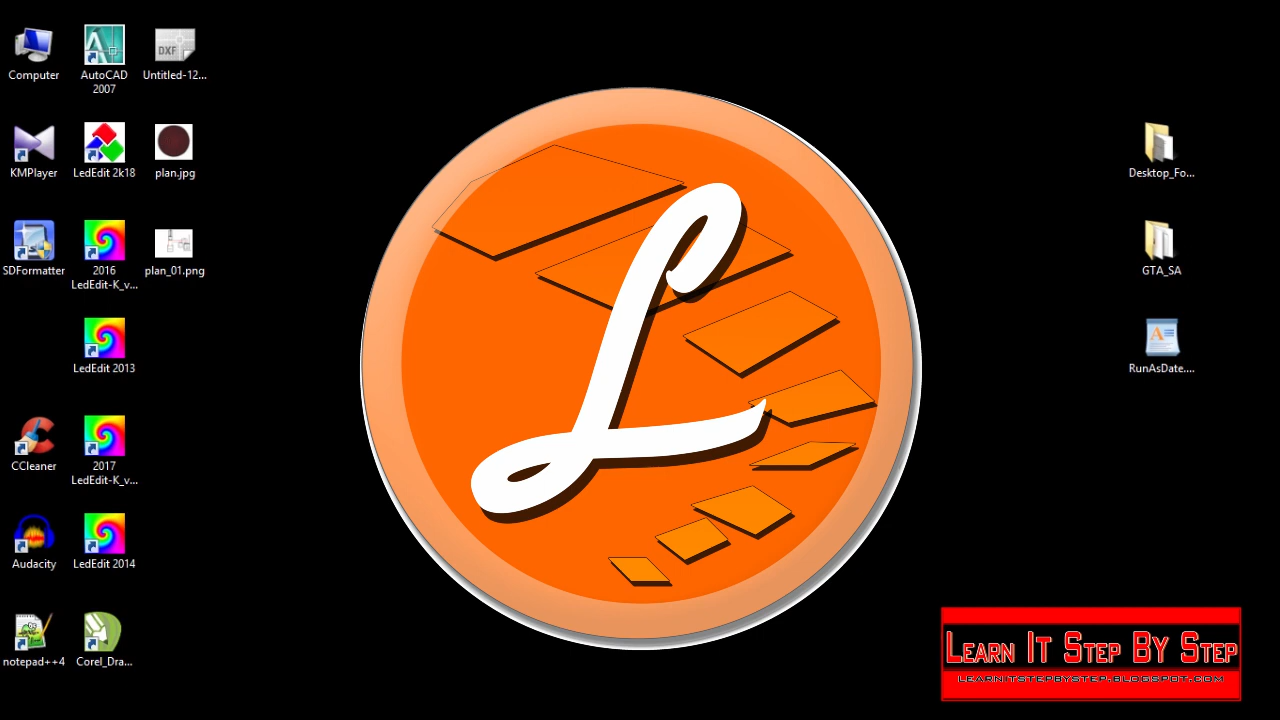 Computer
AutoCAD
2007
Untitled-12...
DXF
KMPlayer
LedEdit 2k18
plan.jpg
SDFormatter
2016
LedEdit-K_v...
plan_01.png
LedEdit 2013
CCleaner
2017
LedEdit-K_v...
Audacity
LedEdit 2014
notepad++4
Corel_Dra...
L
Desktop_Fo...
GTA_SA
RunAsDate....
LEARN IT STEP BY STEP
LEARNITSTEPBYSTEP.BLOGSPOT.COM